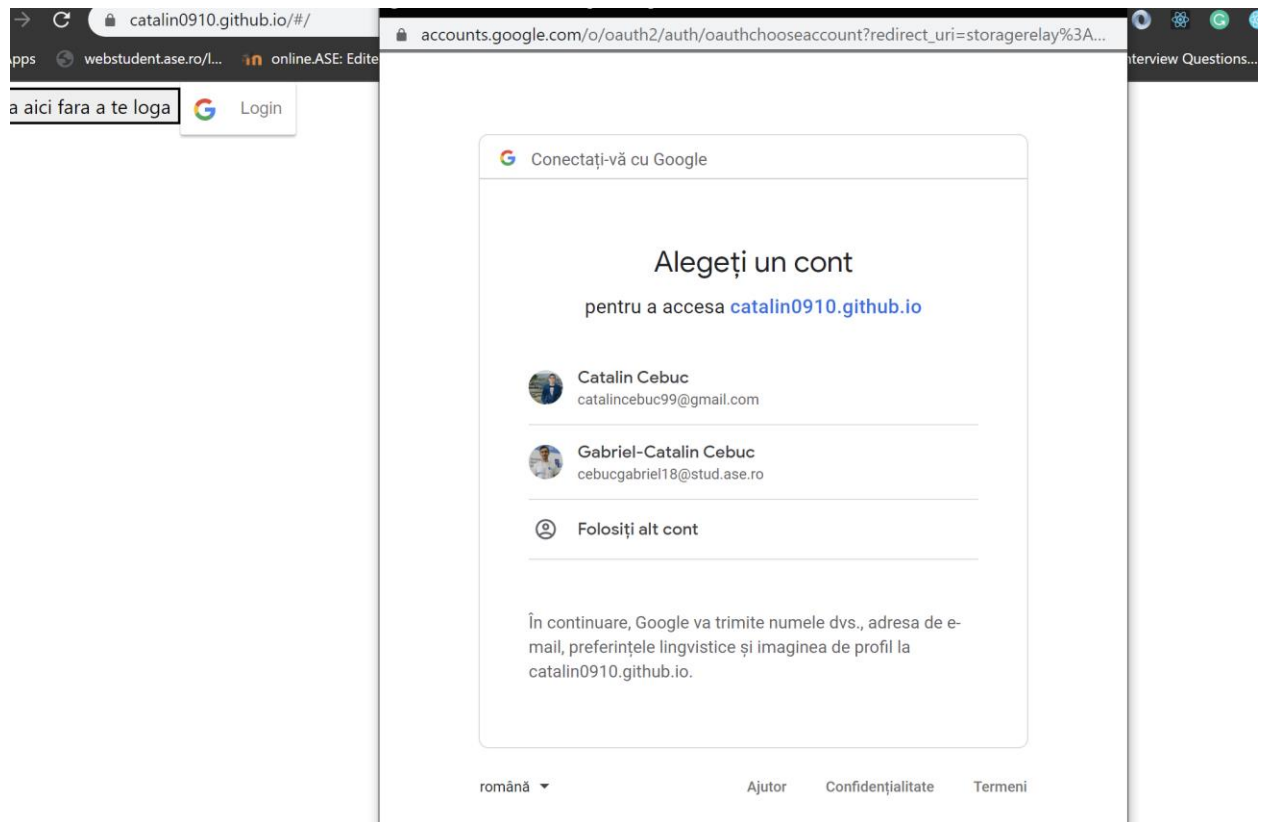 catalin0910.github.io/#/
accounts.google.com/o/oauth2/auth/oauthchooseaccount?redirect_uri=storagerelay%3A...
webstudent.ase.ro/l...
online.ASE: Edite
Questions...
a aici fara a te loga
Login
Conectați-vă cu Google
Alegeți un cont
pentru a accesa catalin0910.github.io
Catalin Cebuc
catalincebuc99@gmail.com
Gabriel-Catalin Cebuc
cebucgabriel18@stud.ase.ro
Folosiți alt cont
În continuare, Google va trimite numele dvs., adresa de e-
mail, preferințele lingvistice și imaginea de profil la
catalin0910.github.io.
română
Ajutor
Confidențialitate
Termeni